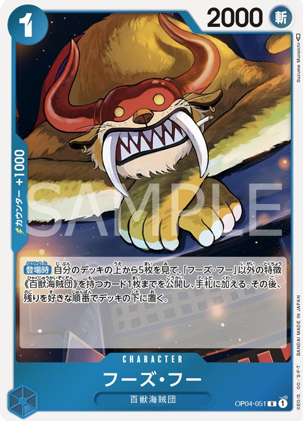 1
2000
斬
Suzume Muraichi
カウンター +1000
SAMPLE
登場時 自分のデッキの上から5枚を見て、「フーズ・フー」以外の特徴
《百獣海賊団》を持つカード1枚までを公開し、手札に加える。その後、
残りを好きな順番でデッキの下に置く。
CHARACTER
フーズ・フー
百獣海賊団
OP04-051 R 1
BANDAI MADE IN JAPAN